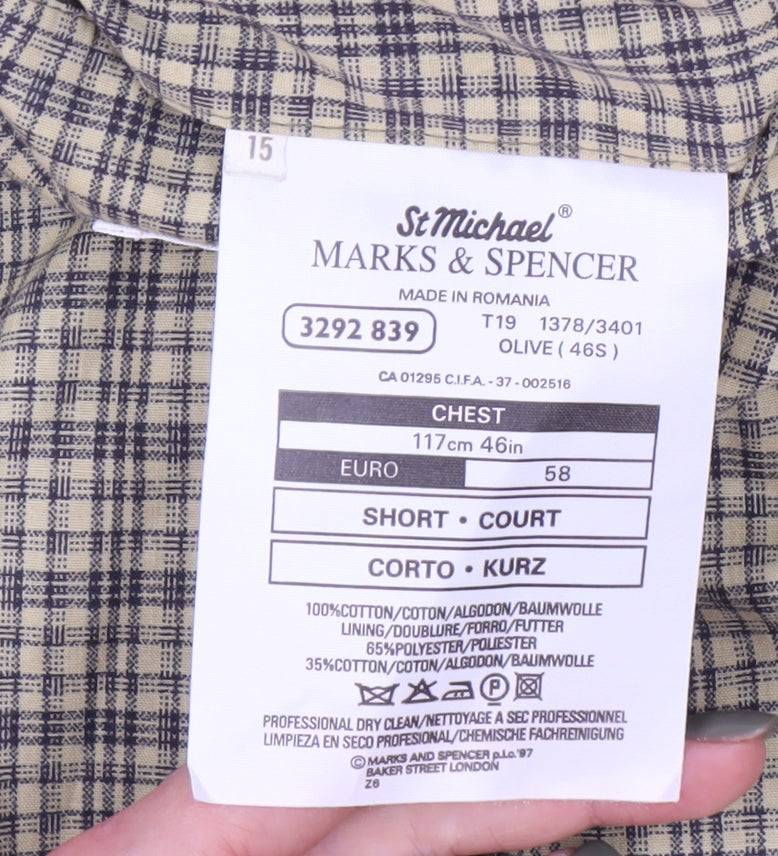 15
St Michael®
MARKS & SPENCER
MADE IN ROMANIA
3292 839
T19 1378/3401
OLIVE ( 46S )
CA 01295 C.I.F.A. - 37 - 002516
CHEST
117cm 46in
EURO 58
SHORT • COURT
CORTO • KURZ
100%COTTON/COTON/ALGODON/BAUMWOLLE
LINING/DOUBLURE/FORRO/FUTTER
65%POLYESTER/POLIESTER
35%COTTON/COTON/ALGODON/BAUMWOLLE
P
PROFESSIONAL DRY CLEAN/NETTOYAGE A SEC PROFESSIONNEL
LIMPIEZA EN SECO PROFESIONAL/CHEMISCHE FACHREINIGUNG
© MARKS AND SPENCER p.l.c. '97
BAKER STREET LONDON
Z6